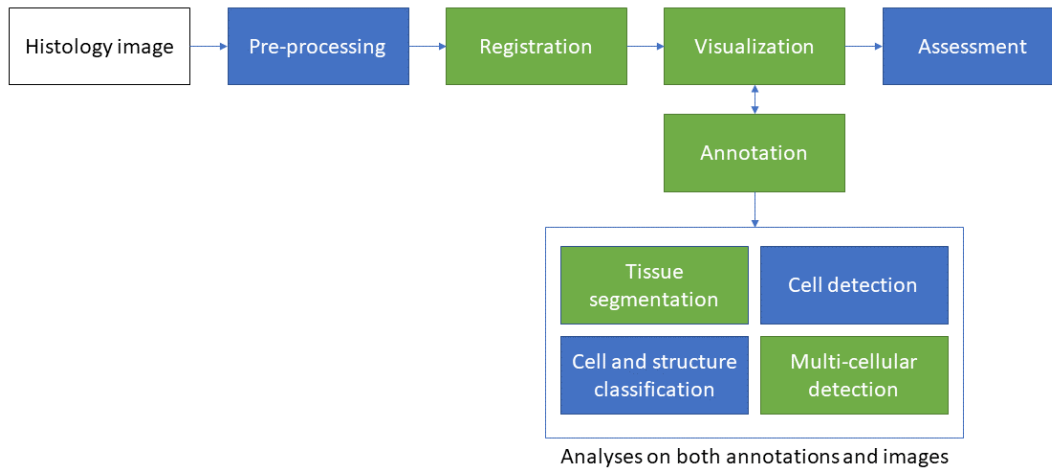 Histology image
Pre-processing
Registration
Visualization
Assessment
Annotation
Tissue
segmentation
Cell detection
Cell and structure
classification
Multi-cellular
detection
Analyses on both annotations and images